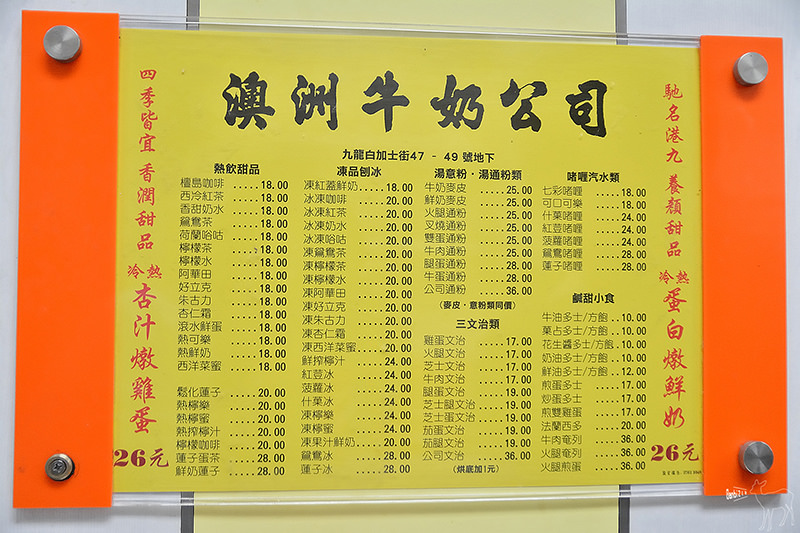 澳洲牛奶公司
九龍白加士街47 - 49 號地下
四季皆宜 香潤甜品
冷熱 杏汁燉雞蛋
26元
熱飲甜品
檀島咖啡 ..... 18.00
西冷紅茶 ..... 18.00
香甜奶水 ..... 18.00
鴛鴦茶 ..... 18.00
荷蘭哈咕 ..... 18.00
檸檬茶 ..... 18.00
檸檬水 ..... 18.00
阿華田 ..... 18.00
好立克 ..... 18.00
朱古力 ..... 18.00
杏仁霜 ..... 18.00
滾水鮮蛋 ..... 18.00
熱可樂 ..... 18.00
熱鮮奶 ..... 18.00
西洋菜蜜 ..... 18.00
鬆化蓮子 ..... 20.00
熱檸樂 ..... 20.00
熱檸蜜 ..... 20.00
熱搾檸汁 ..... 20.00
檸檬咖啡 ..... 20.00
蓮子蛋茶 ..... 28.00
鮮奶蓮子 ..... 28.00
凍品刨冰
凍紅蓋鮮奶 ..... 18.00
冰凍咖啡 ..... 20.00
冰凍紅茶 ..... 20.00
冰凍奶水 ..... 20.00
冰凍哈咕 ..... 20.00
凍鴛鴦茶 ..... 20.00
凍檸檬茶 ..... 20.00
凍檸檬水 ..... 20.00
凍阿華田 ..... 20.00
凍好立克 ..... 20.00
凍朱古力 ..... 20.00
凍杏仁霜 ..... 20.00
凍西洋菜蜜 .. 20.00
鮮搾檸汁 ..... 24.00
紅荳冰 ..... 24.00
菠蘿冰 ..... 24.00
什菓冰 ..... 24.00
凍檸樂 ..... 24.00
凍檸蜜 ..... 24.00
凍菓汁鮮奶 ..... 24.00
鴛鴦冰 ..... 28.00
蓮子冰 ..... 28.00
湯意粉・湯通粉類
牛奶麥皮 ..... 25.00
鮮奶麥皮 ..... 25.00
火腿通粉 ..... 25.00
叉燒通粉 ..... 25.00
雙蛋通粉 ..... 25.00
牛肉通粉 ..... 25.00
腿蛋通粉 ..... 28.00
牛蛋通粉 ..... 28.00
公司通粉 ..... 36.00
(麥皮・意粉類同價)
三文治類
雞蛋文治 ..... 17.00
火腿文治 ..... 17.00
芝士文治 ..... 17.00
牛肉文治 ..... 17.00
腿蛋文治 ..... 19.00
芝士腿文治 ..... 19.00
芝士蛋文治 ..... 19.00
茄蛋文治 ..... 19.00
茄腿文治 ..... 19.00
公司文治 ..... 36.00
(烘底加1元)
啫喱汽水類
七彩啫喱 ..... 18.00
可口可樂 ..... 18.00
什菓啫喱 ..... 24.00
紅荳啫喱 ..... 24.00
菠蘿啫喱 ..... 24.00
鴛鴦啫喱 ..... 28.00
蓮子啫喱 ..... 28.00
鹹甜小食
牛油多士/方飽 .. 10.00
菓占多士/方飽 .. 10.00
花生醬多士/方飽 .. 10.00
奶油多士/方飽 .. 10.00
鮮油多士/方飽 .. 12.00
煎蛋多士 ..... 17.00
炒蛋多士 ..... 17.00
煎雙雞蛋 ..... 17.00
法蘭西多 ..... 20.00
牛肉奄列 ..... 36.00
火腿奄列 ..... 36.00
火腿煎蛋 ..... 36.00
馳名港九 養顏甜品
冷熱 蛋白燉鮮奶
26元